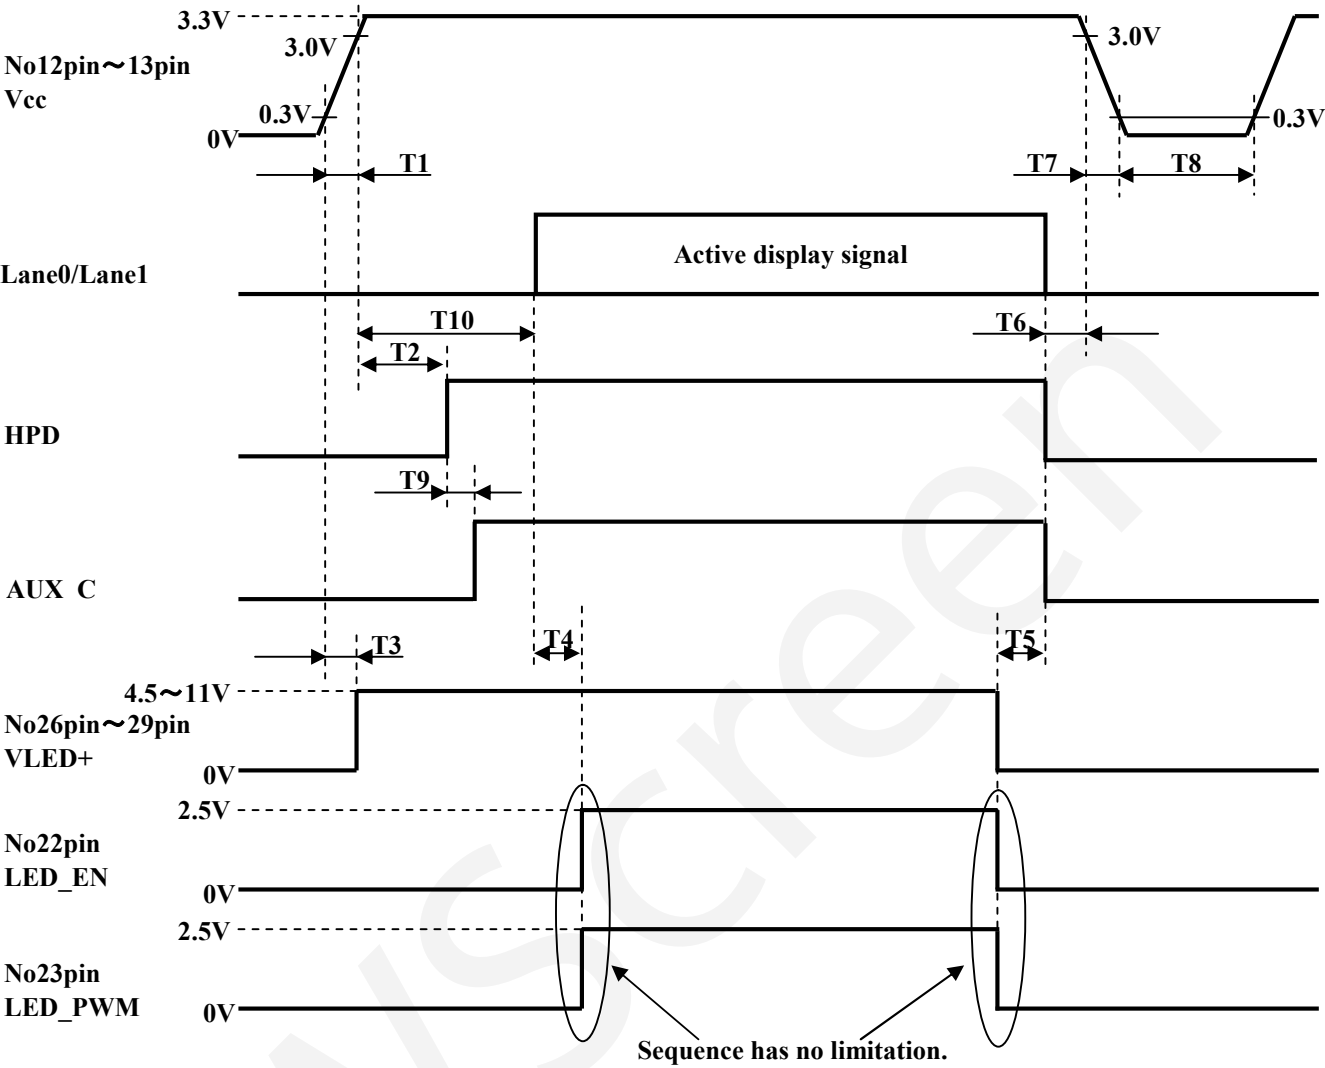 3.3V
3.0V
3.0V
No12pin～13pin
Vcc
0.3V
0.3V
0V
T1
T7
T8
Active display signal
Lane0/Lane1
T10
T6
T2
HPD
T9
AUX C
T4
T5
T3
4.5～11V
No26pin～29pin
VLED+
0V
2.5V
No22pin
LED_EN
0V
2.5V
No23pin
LED_PWM
0V
Sequence has no limitation.